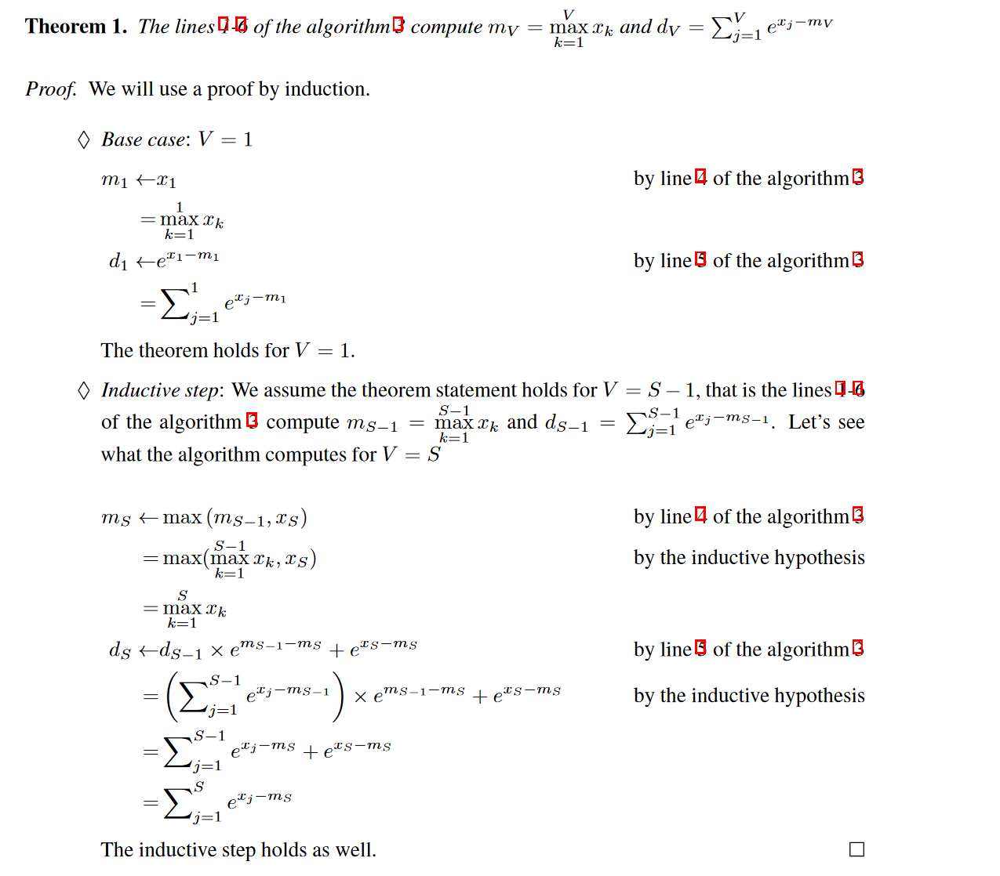 Theorem 1. The lines 1-6 of the algorithm 3 compute $m_V = \max_{k=1}^{V} x_k$ and $d_V = \sum_{j=1}^{V} e^{x_j - m_V}$
Proof. We will use a proof by induction.
◊ Base case: $V = 1$
$m_1 \leftarrow x_1$ by line 4 of the algorithm 3
$= \max_{k=1}^{1} x_k$
$d_1 \leftarrow e^{x_1 - m_1}$ by line 5 of the algorithm 3
$= \sum_{j=1}^{1} e^{x_j - m_1}$
The theorem holds for $V = 1$.
◊ Inductive step: We assume the theorem statement holds for $V = S - 1$, that is the lines 1-6
of the algorithm 3 compute $m_{S-1} = \max_{k=1}^{S-1} x_k$ and $d_{S-1} = \sum_{j=1}^{S-1} e^{x_j - m_{S-1}}$. Let's see
what the algorithm computes for $V = S$
$m_S \leftarrow \max (m_{S-1}, x_S)$ by line 4 of the algorithm 3
$= \max(\max_{k=1}^{S-1} x_k, x_S)$ by the inductive hypothesis
$= \max_{k=1}^{S} x_k$
$d_S \leftarrow d_{S-1} \times e^{m_{S-1} - m_S} + e^{x_S - m_S}$ by line 5 of the algorithm 3
$= \left( \sum_{j=1}^{S-1} e^{x_j - m_{S-1}} \right) \times e^{m_{S-1} - m_S} + e^{x_S - m_S}$ by the inductive hypothesis
$= \sum_{j=1}^{S-1} e^{x_j - m_S} + e^{x_S - m_S}$
$= \sum_{j=1}^{S} e^{x_j - m_S}$
The inductive step holds as well. □